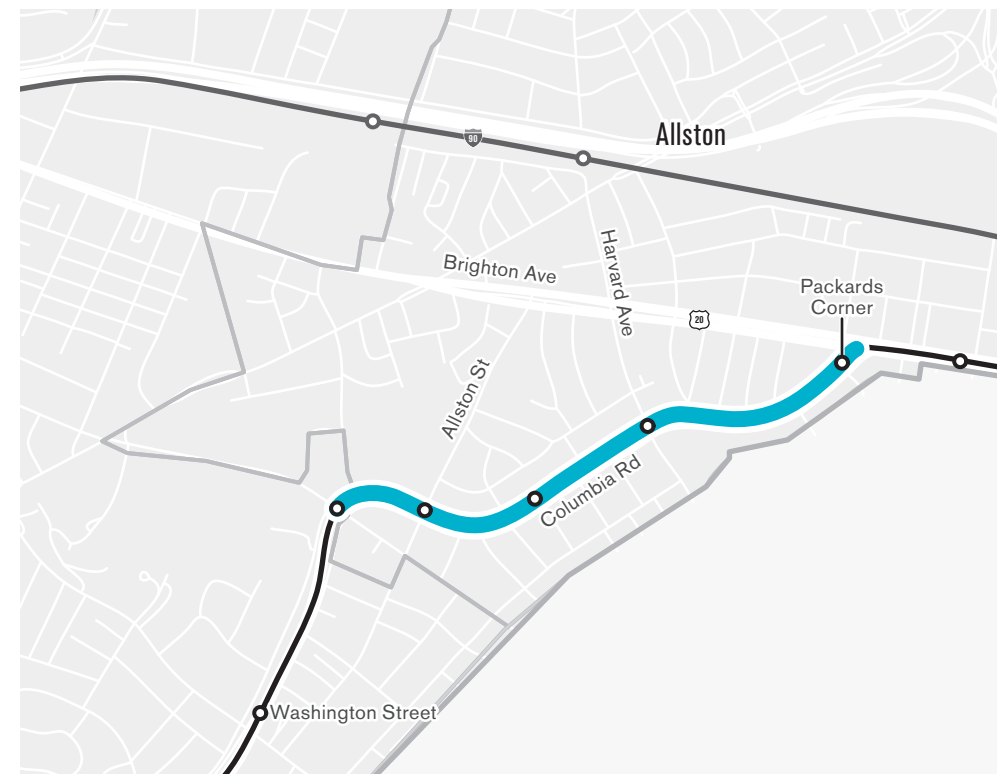 Allston
90
Harvard Ave
Brighton Ave
Packards
Corner
20
Allston St
Columbia Rd
Washington Street